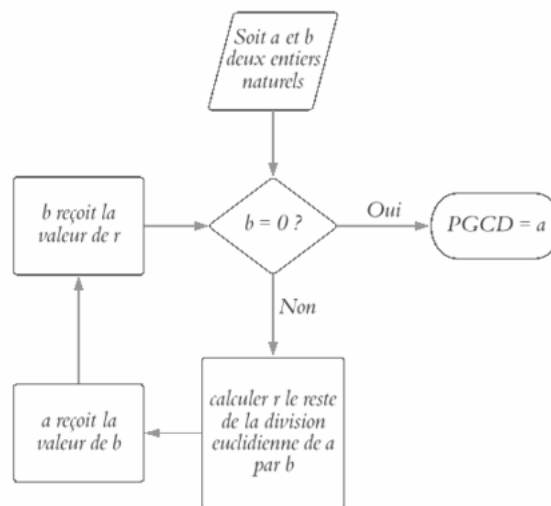 Soit a et b
deux entiers
naturels
b = 0 ?
Oui
PGCD = a
Non
calculer r le reste
de la division
euclidienne de a
par b
a reçoit la
valeur de b
b reçoit la
valeur de r